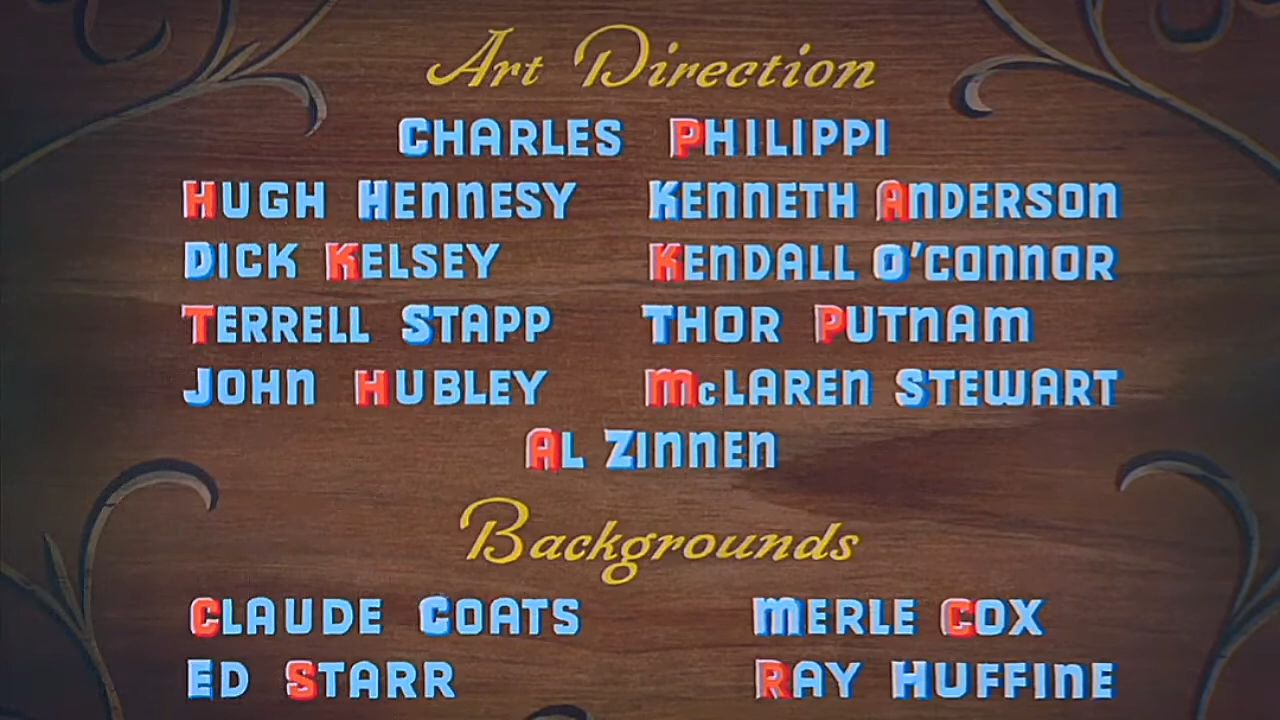 Art Direction
CHARLES PHILIPPI
HUGH HENNESY KENNETH ANDERSON
DICK KELSEY KENDALL O'CONNOR
TERRELL STAPP THOR PUTNAM
JOHN HUBLEY McLAREN STEWART
AL ZINNEN
Backgrounds
CLAUDE COATS MERLE COX
ED STARR RAY HUFFINE